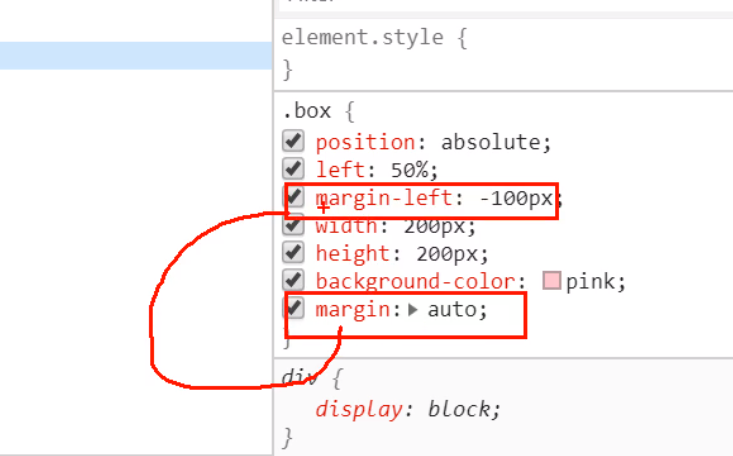 element.style {
}
.box {
position: absolute;
left: 50%;
margin-left: -100px;
width: 200px;
height: 200px;
background-color: pink;
margin: auto;
}
div {
display: block;
}